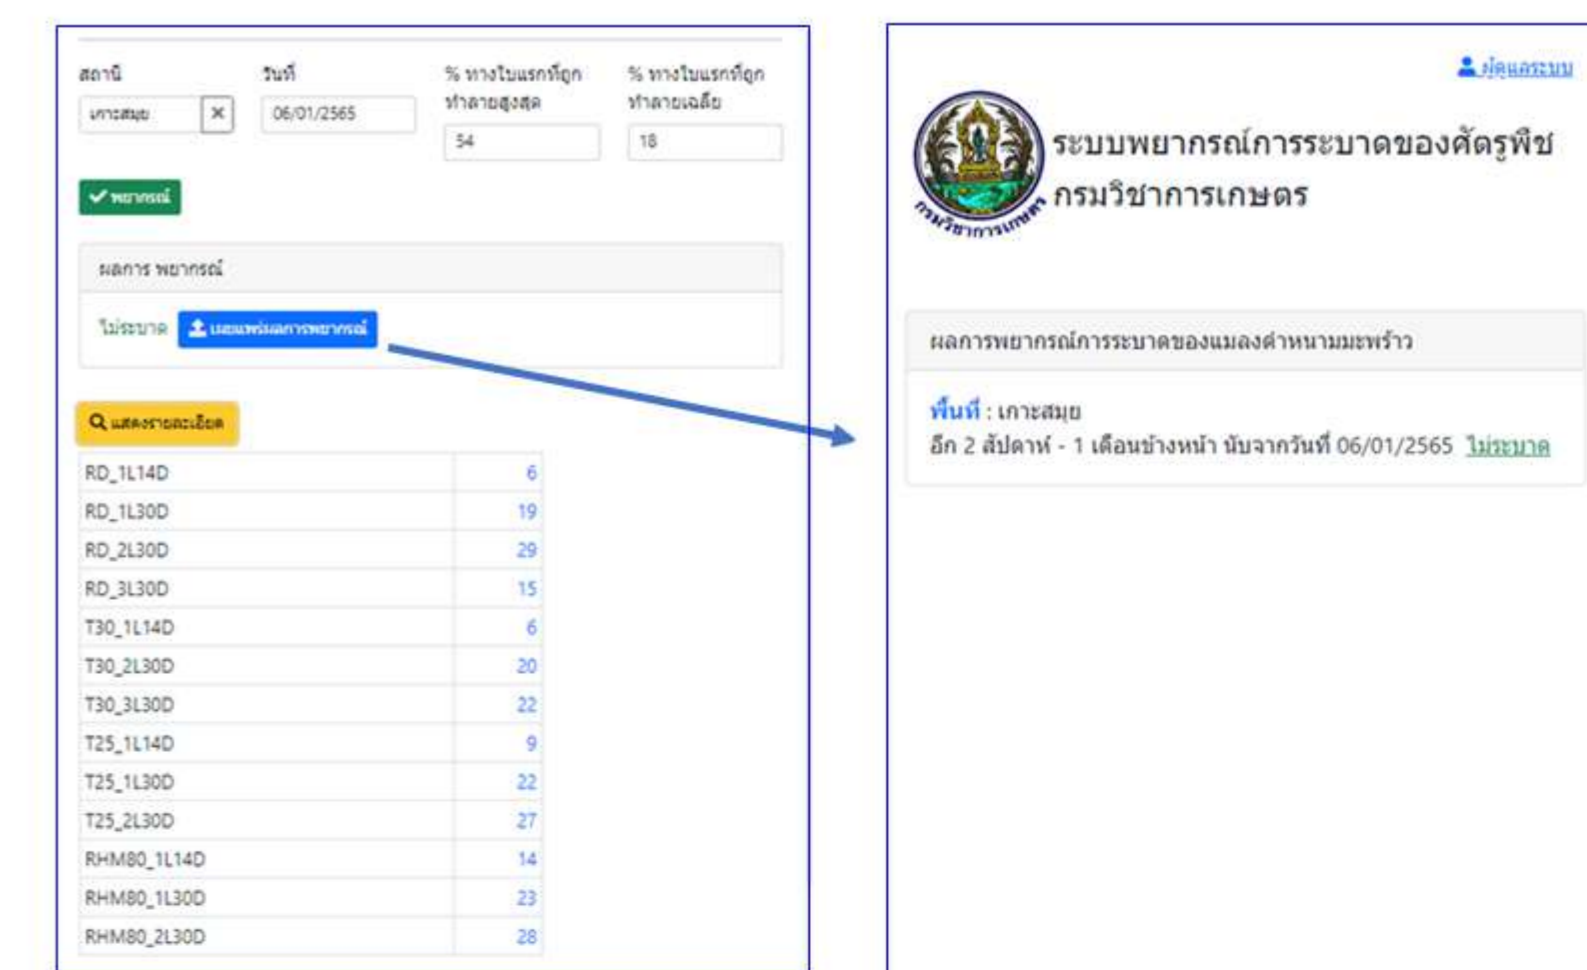 สถานี
วันที่
% ทางใบแรกที่ถูก
ทำลายสูงสุด
% ทางใบแรกที่ถูก
ทำลายเฉลี่ย
เกาะสมุย
06/01/2565
54
18
พยากรณ์
ผลการ พยากรณ์
ไม่ระบาด เผยแพร่ผลการพยากรณ์
แสดงรายละเอียด
RD_1L14D 6
RD_1L30D 19
RD_2L30D 29
RD_3L30D 15
T30_1L14D 6
T30_2L30D 20
T30_3L30D 22
T25_1L14D 9
T25_1L30D 22
T25_2L30D 27
RHM80_1L14D 14
RHM80_1L30D 23
RHM80_2L30D 28
ผู้ดูแลระบบ
กรมวิชาการเกษตร
ระบบพยากรณ์การระบาดของศัตรูพืช
กรมวิชาการเกษตร
ผลการพยากรณ์การระบาดของแมลงดำหนามมะพร้าว
พื้นที่ : เกาะสมุย
อีก 2 สัปดาห์ - 1 เดือนข้างหน้า นับจากวันที่ 06/01/2565 ไม่ระบาด